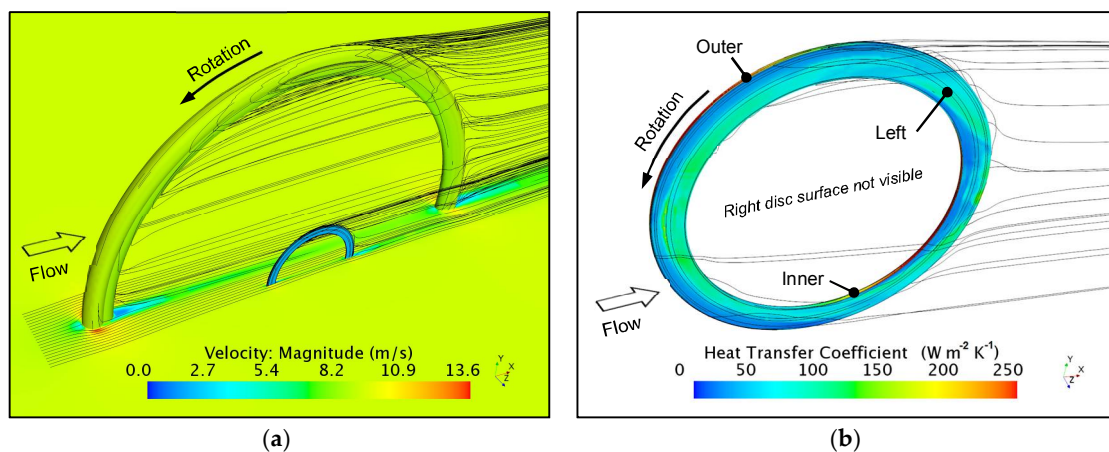 Rotation
Flow
Velocity: Magnitude (m/s)
0.0 2.7 5.4 8.2 10.9 13.6
Y
X
Z
(a)
Outer
Rotation
Left
Right disc surface not visible
Inner
Flow
Heat Transfer Coefficient (W m⁻² K⁻¹)
0 50 100 150 200 250
Y
X
Z
(b)